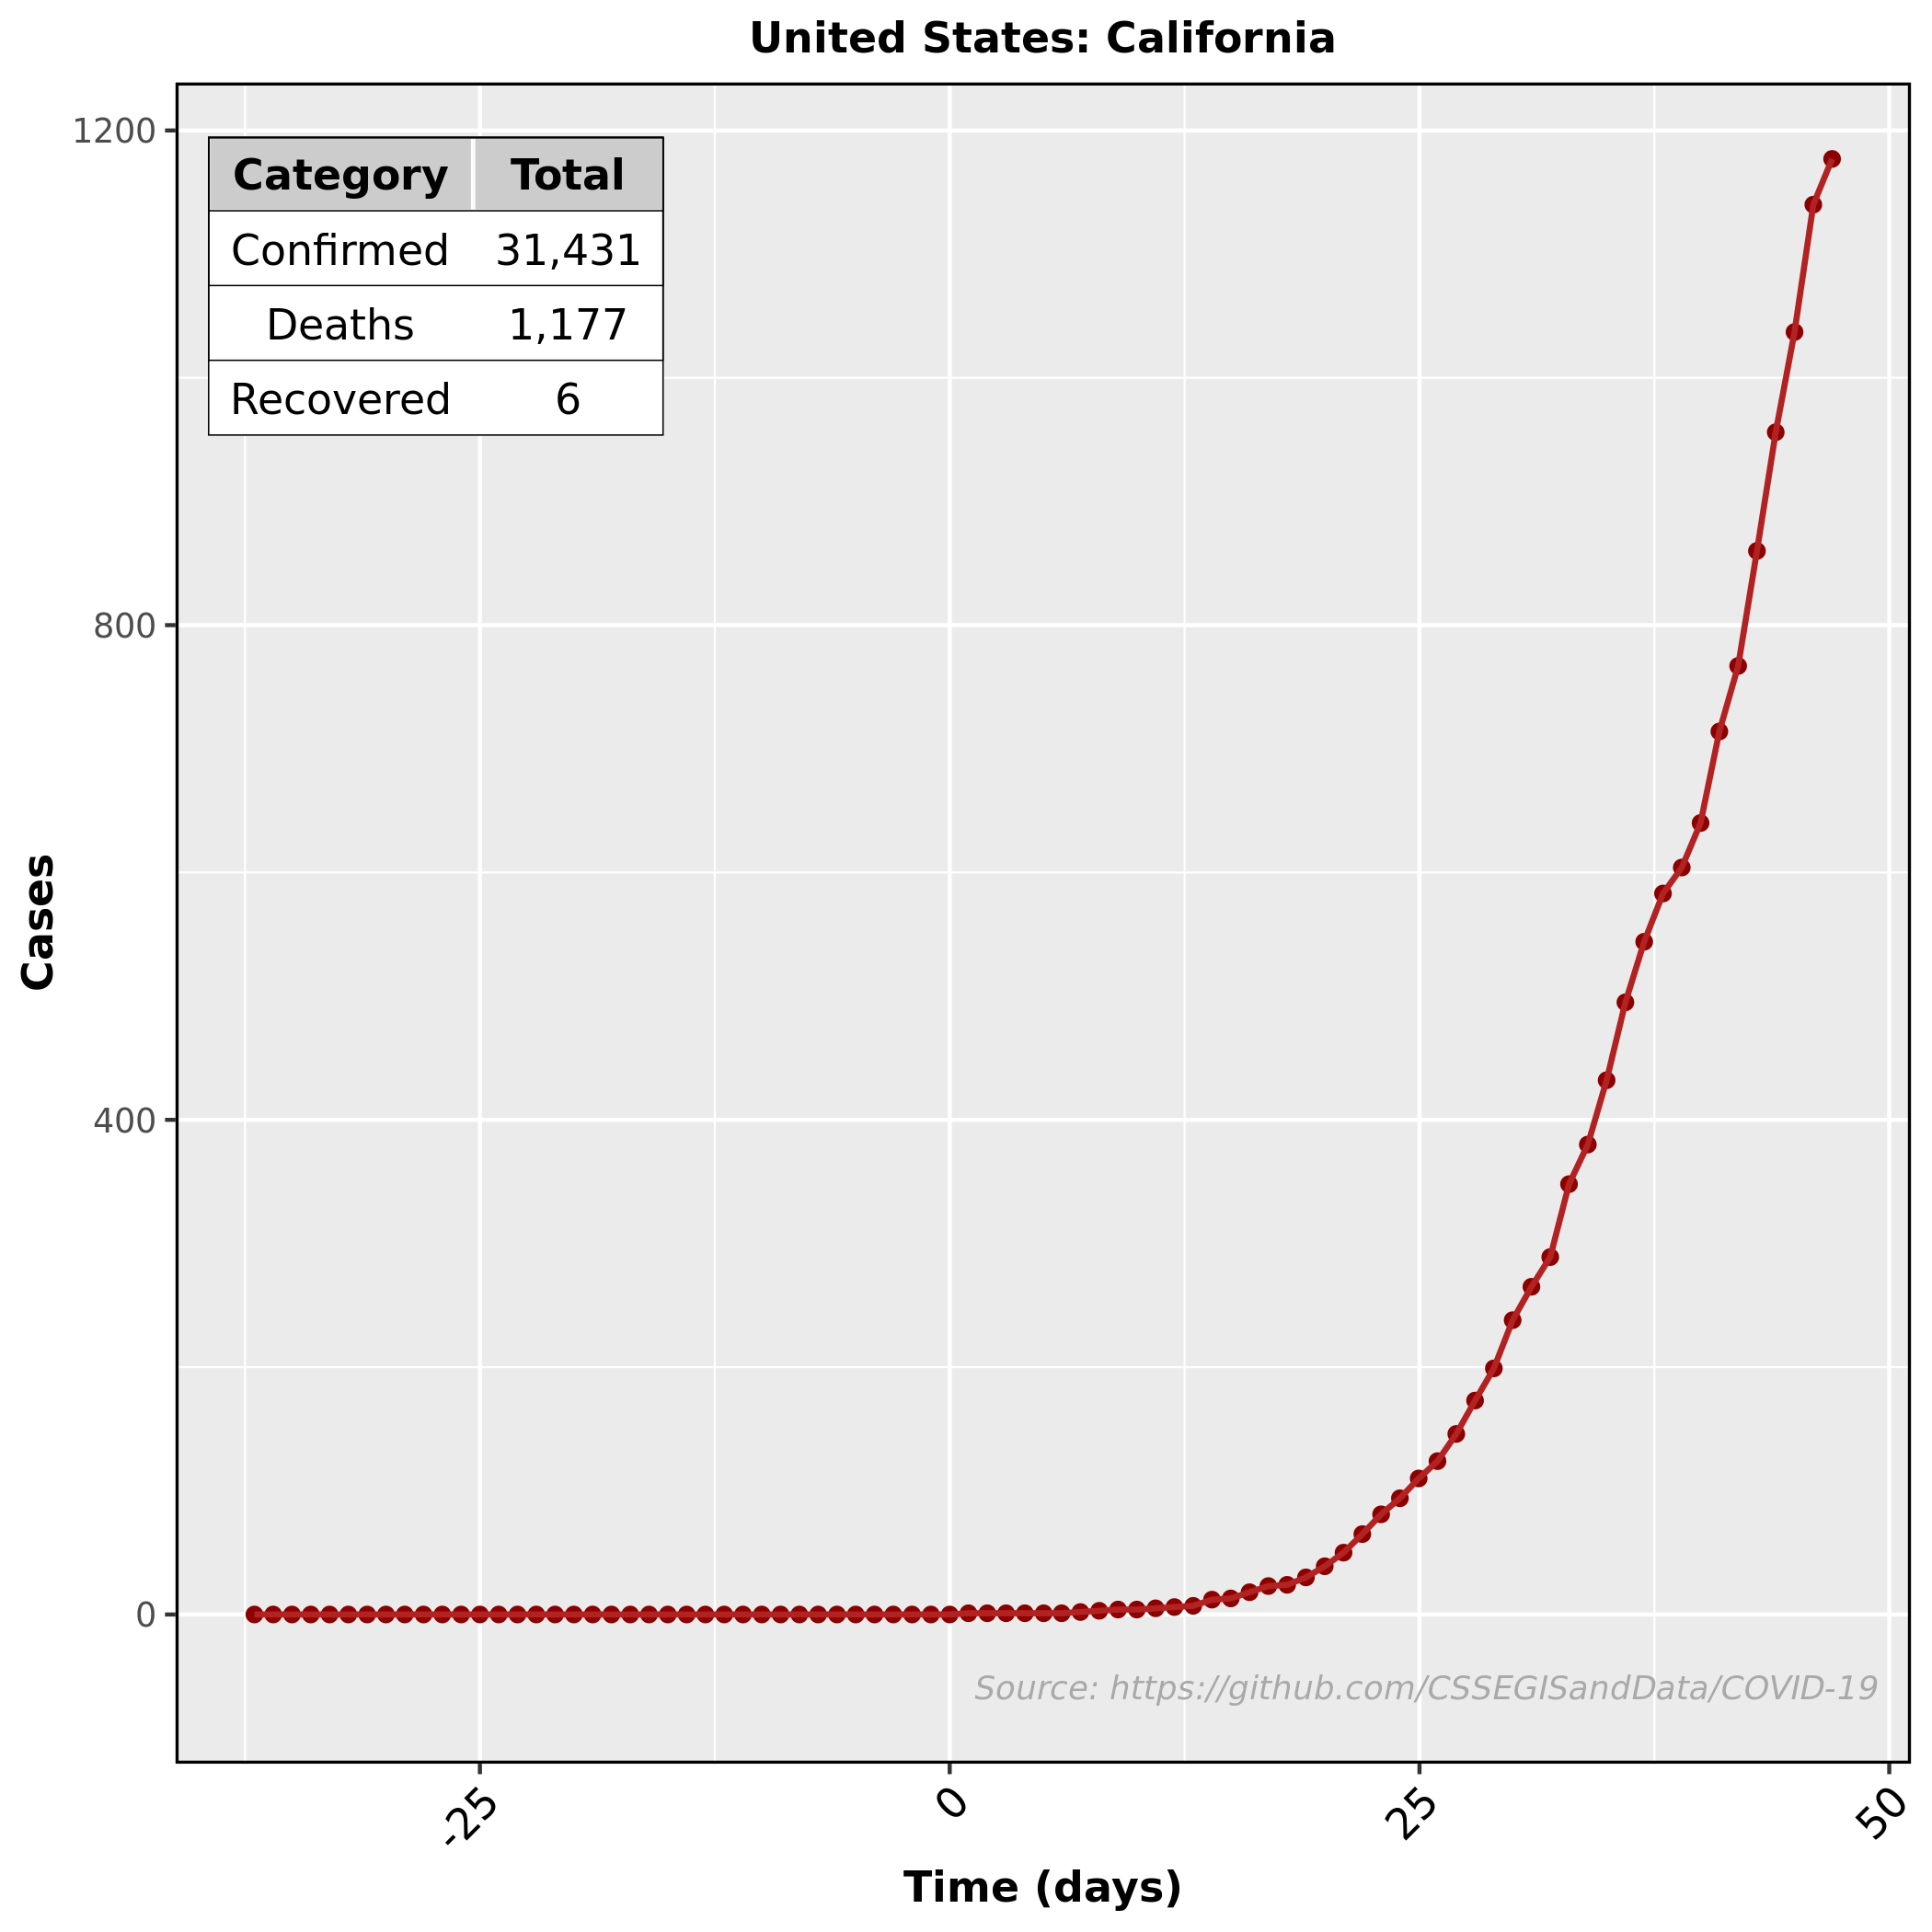 United States: California
1200
800
400
0
Cases
Category Total
Confirmed 31,431
Deaths 1,177
Recovered 6
Source: https://github.com/CSSEGISandData/COVID-19
-25 0 25 50
Time (days)